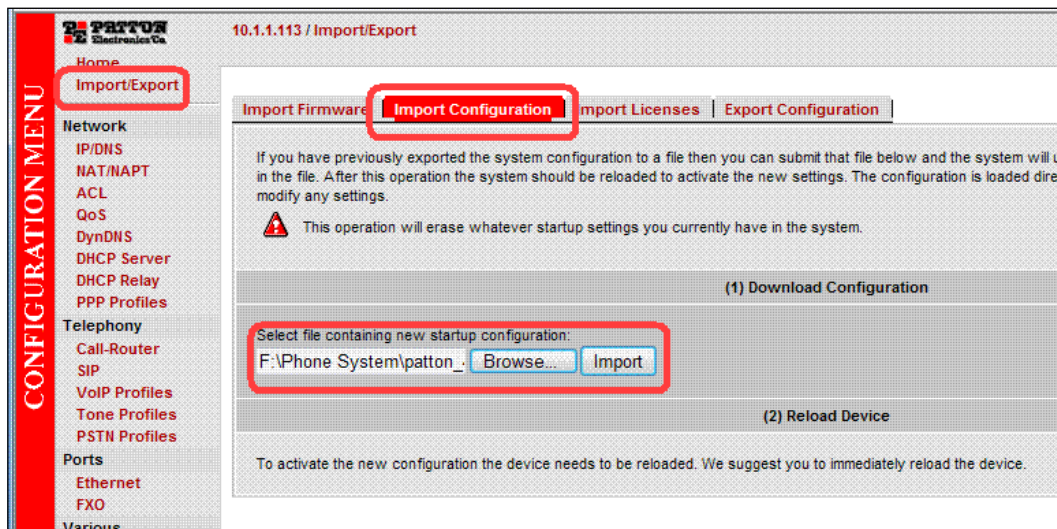 PATTON
Electronics Co.
10.1.1.113 / Import/Export
CONFIGURATION MENU
Home
Import/Export
Network
IP/DNS
NAT/NAPT
ACL
QoS
DynDNS
DHCP Server
DHCP Relay
PPP Profiles
Telephony
Call-Router
SIP
VoIP Profiles
Tone Profiles
PSTN Profiles
Ports
Ethernet
FXO
Various
Import Firmware Import Configuration Import Licenses Export Configuration
If you have previously exported the system configuration to a file then you can submit that file below and the system will
in the file. After this operation the system should be reloaded to activate the new settings. The configuration is loaded
modify any settings.
This operation will erase whatever startup settings you currently have in the system.
(1) Download Configuration
Select file containing new startup configuration:
F:\Phone System\patton_ Browse... Import
(2) Reload Device
To activate the new configuration the device needs to be reloaded. We suggest you to immediately reload the device.